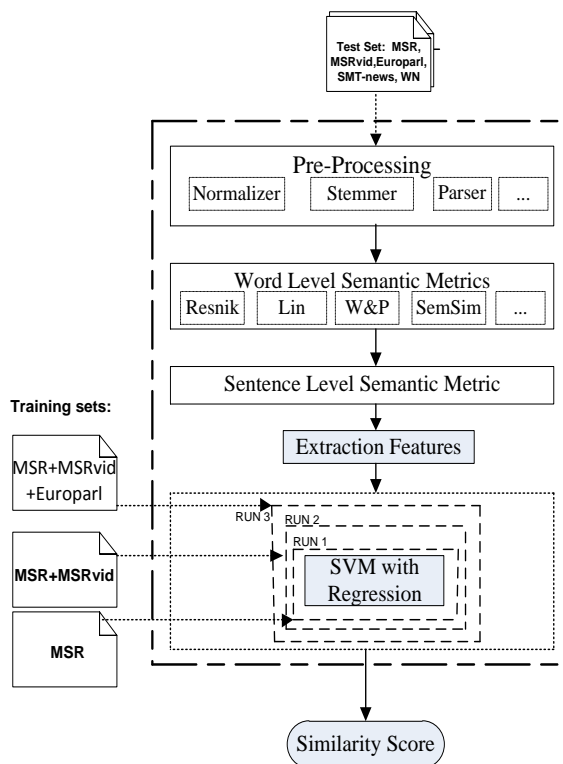 Test Set: MSR,
MSRvid,Europarl,
SMT-news, WN
Pre-Processing
Normalizer
Stemmer
Parser
...
Word Level Semantic Metrics
Resnik
Lin
W&P
SemSim
...
Sentence Level Semantic Metric
Extraction Features
Training sets:
MSR+MSRvid
+Europarl
MSR+MSRvid
MSR
RUN 3
RUN 2
RUN 1
SVM with
Regression
Similarity Score